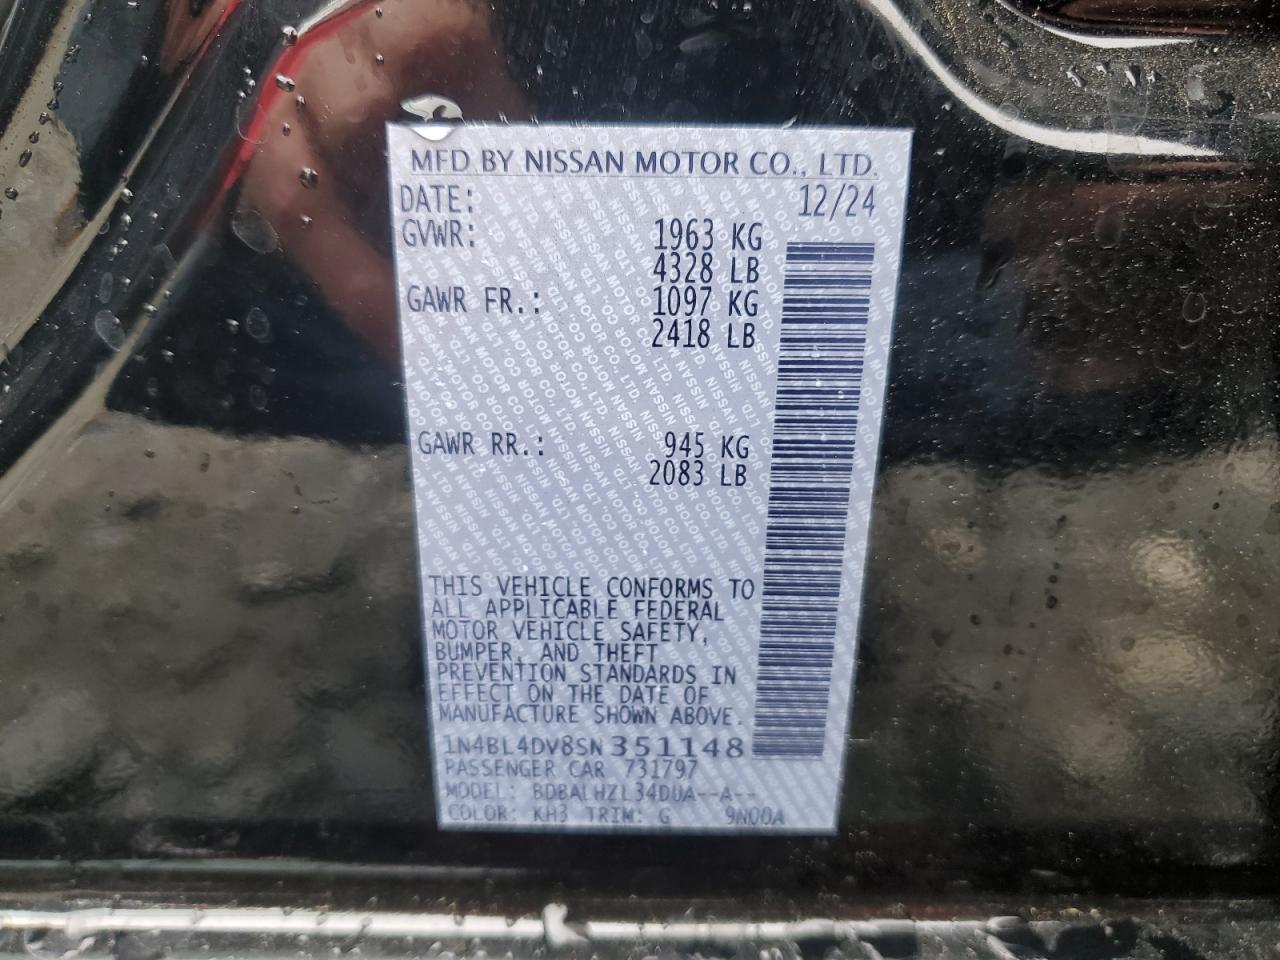 MFD BY NISSAN MOTOR CO., LTD.
DATE: 12/24
GVWR: 1963 KG
4328 LB
GAWR FR.: 1097 KG
2418 LB
GAWR RR.: 945 KG
2083 LB
THIS VEHICLE CONFORMS TO
ALL APPLICABLE FEDERAL
MOTOR VEHICLE SAFETY,
BUMPER, AND THEFT
PREVENTION STANDARDS IN
EFFECT ON THE DATE OF
MANUFACTURE SHOWN ABOVE.
1N4BL4DV8SN351148
PASSENGER CAR 731797
MODEL: BDBALHZL34DUA--A--
COLOR: KH3 TRIM: G 9N00A